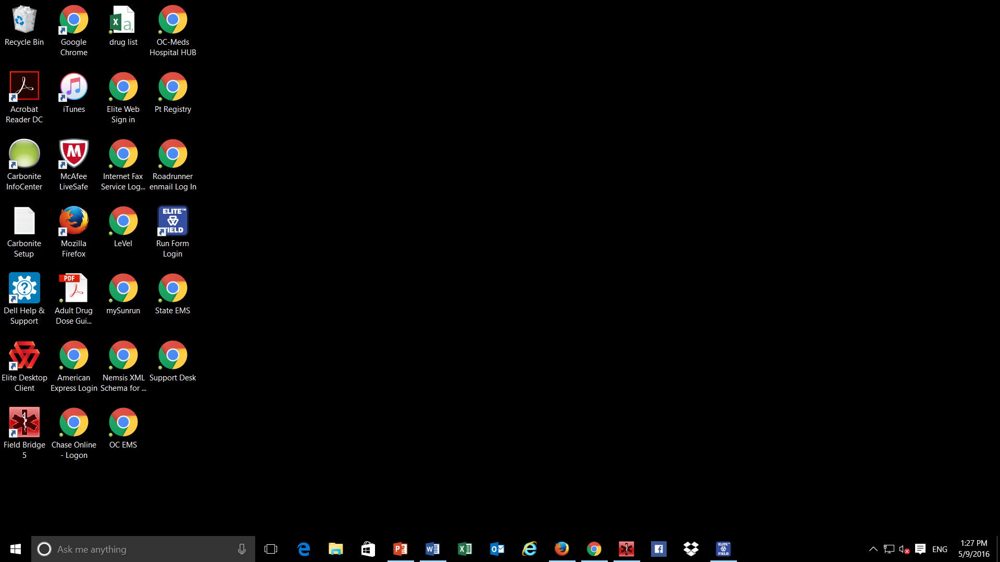 Recycle Bin
Google
Chrome
drug list
OC-Meds
Hospital HUB
Acrobat
Reader DC
iTunes
Elite Web
Sign in
Pt Registry
Carbonite
InfoCenter
McAfee
LiveSafe
Internet Fax
Service Log...
Roadrunner
enmail Log In
ELITE™
FIELD
Carbonite
Setup
Mozilla
Firefox
LeVel
Run Form
Login
PDF
Dell Help &
Support
Adult Drug
Dose Gui...
mySunrun
State EMS
Elite Desktop
Client
American
Express Login
Nemsis XML
Schema for ...
Support Desk
Field Bridge
5
Chase Online
- Logon
OC EMS
Ask me anything
ELITE
FIELD
ENG
1:27 PM
5/9/2016